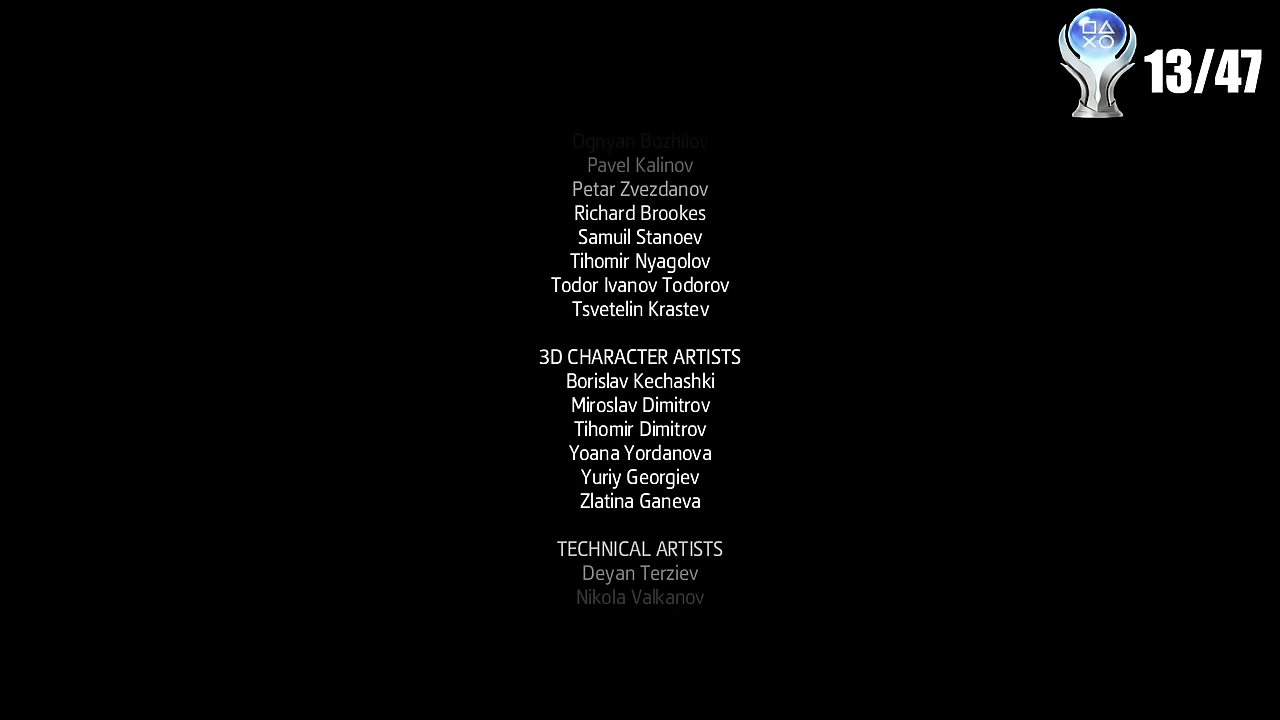 13/47
Ognyan Bozhilov
Pavel Kalinov
Petar Zvezdanov
Richard Brookes
Samuil Stanoev
Tihomir Nyagolov
Todor Ivanov Todorov
Tsvetelin Krastev
3D CHARACTER ARTISTS
Borislav Kechashki
Miroslav Dimitrov
Tihomir Dimitrov
Yoana Yordanova
Yuriy Georgiev
Zlatina Ganeva
TECHNICAL ARTISTS
Deyan Terziev
Nikola Valkanov